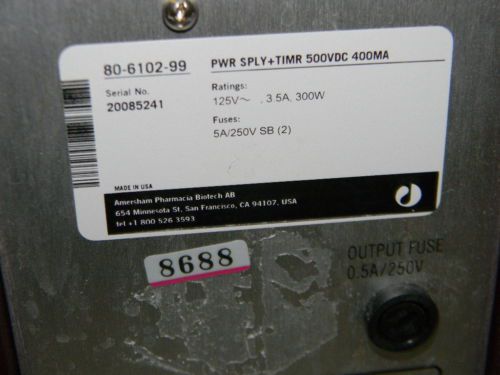 80-6102-99
PWR SPLY+TIMR 500VDC 400MA
Serial No.
20085241
Ratings:
125V~ , 3.5A, 300W
Fuses:
5A/250V SB (2)
MADE IN USA
Amersham Pharmacia Biotech AB
654 Minnesota St. San Francisco, CA 94107, USA
tel +1 800 526 3593
8688
OUTPUT FUSE
0.5A/250V